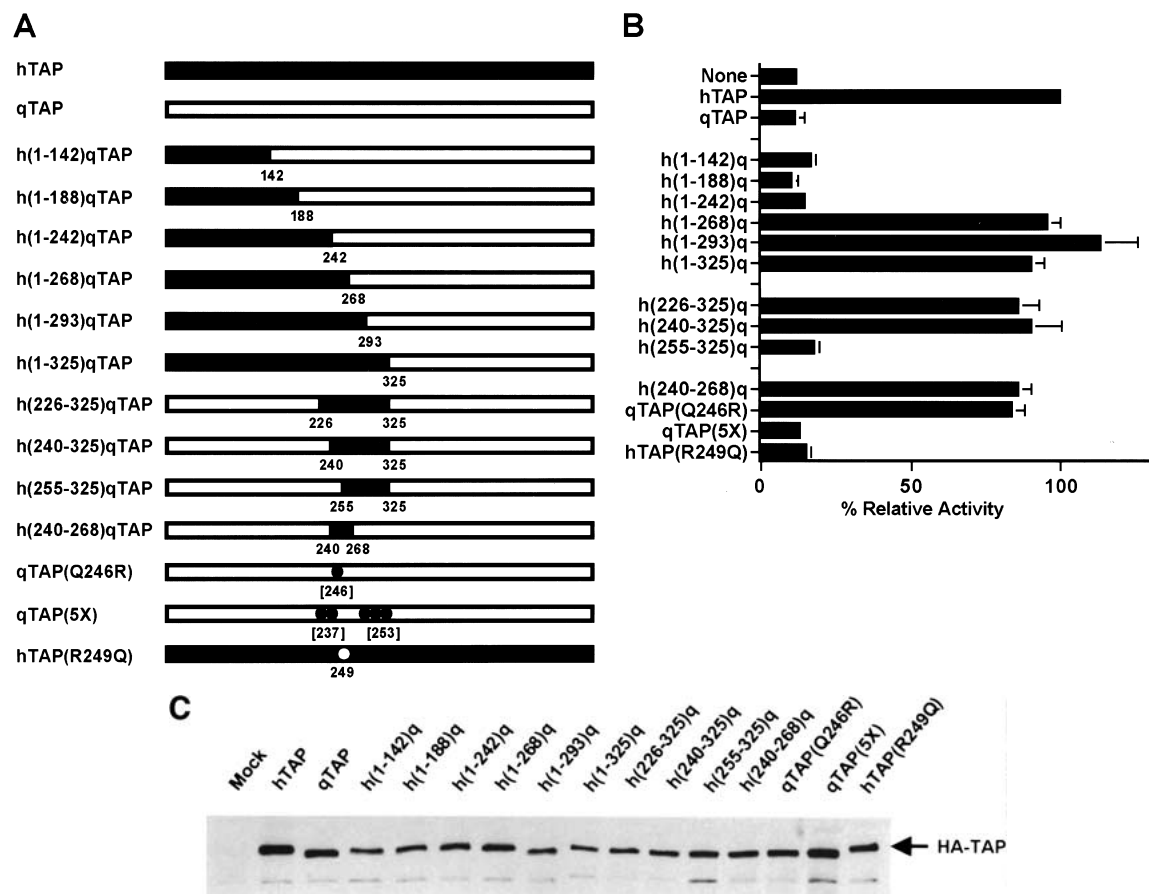 A
hTAP
qTAP
h(1-142)qTAP
142
h(1-188)qTAP
188
h(1-242)qTAP
242
h(1-268)qTAP
268
h(1-293)qTAP
293
h(1-325)qTAP
325
h(226-325)qTAP
226 325
h(240-325)qTAP
240 325
h(255-325)qTAP
255 325
h(240-268)qTAP
240 268
qTAP(Q246R)
[246]
qTAP(5X)
[237] [253]
hTAP(R249Q)
249
B
None
hTAP
qTAP
h(1-142)q
h(1-188)q
h(1-242)q
h(1-268)q
h(1-293)q
h(1-325)q
h(226-325)q
h(240-325)q
h(255-325)q
h(240-268)q
qTAP(Q246R)
qTAP(5X)
hTAP(R249Q)
0 50 100
% Relative Activity
C
Mock
hTAP
qTAP
h(1-142)q
h(1-188)q
h(1-242)q
h(1-268)q
h(1-293)q
h(1-325)q
h(226-325)q
h(240-325)q
h(255-325)q
h(240-268)q
qTAP(Q246R)
qTAP(5X)
hTAP(R249Q)
HA-TAP